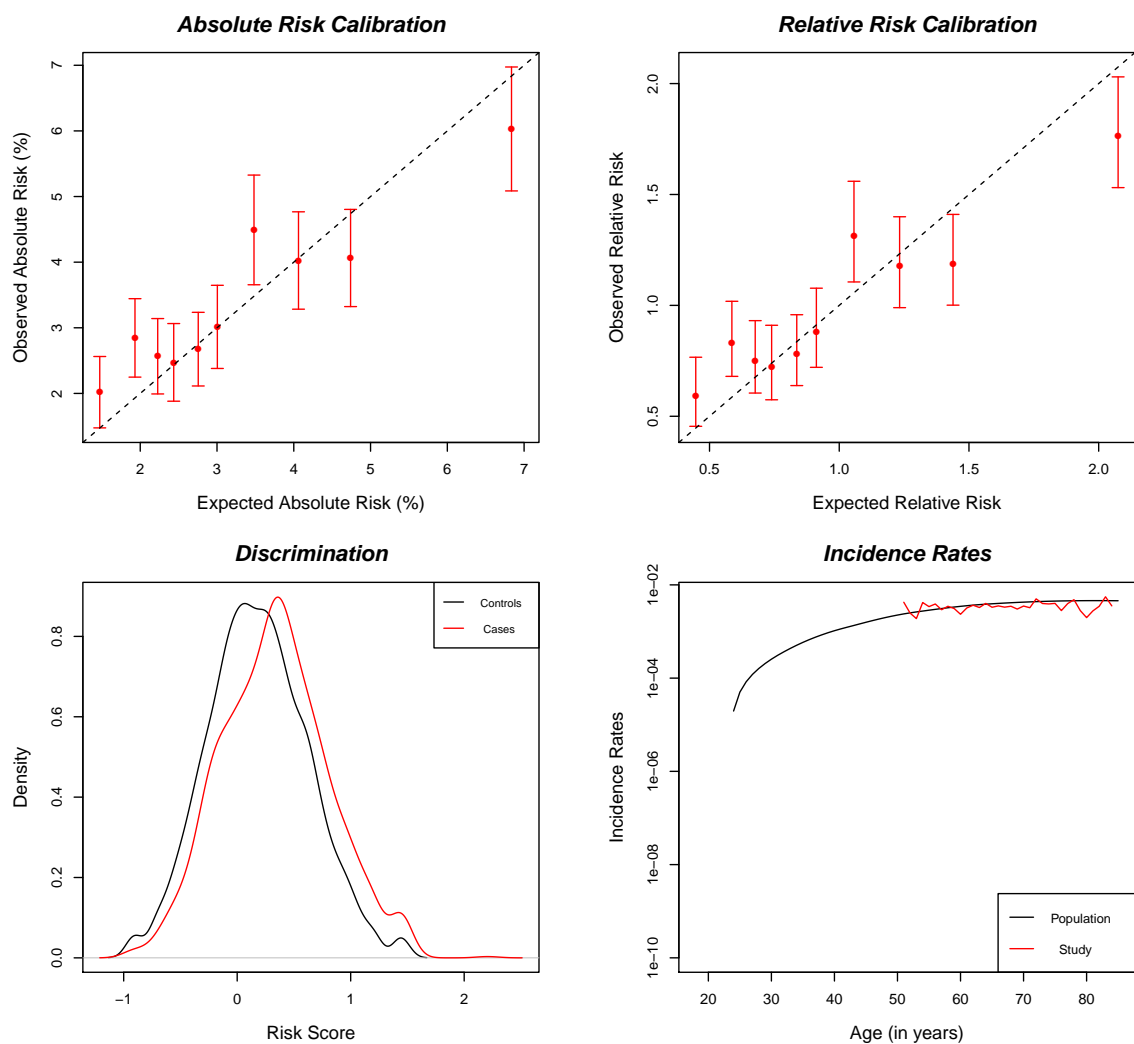 Absolute Risk Calibration
Observed Absolute Risk (%)
7
6
5
4
3
2
2 3 4 5 6 7
Expected Absolute Risk (%)
Relative Risk Calibration
Observed Relative Risk
2.0
1.5
1.0
0.5
0.5 1.0 1.5 2.0
Expected Relative Risk
Discrimination
Density
0.8
0.6
0.4
0.2
0.0
Controls
Cases
−1 0 1 2
Risk Score
Incidence Rates
Incidence Rates
1e−02
1e−04
1e−06
1e−08
1e−10
Population
Study
20 30 40 50 60 70 80
Age (in years)